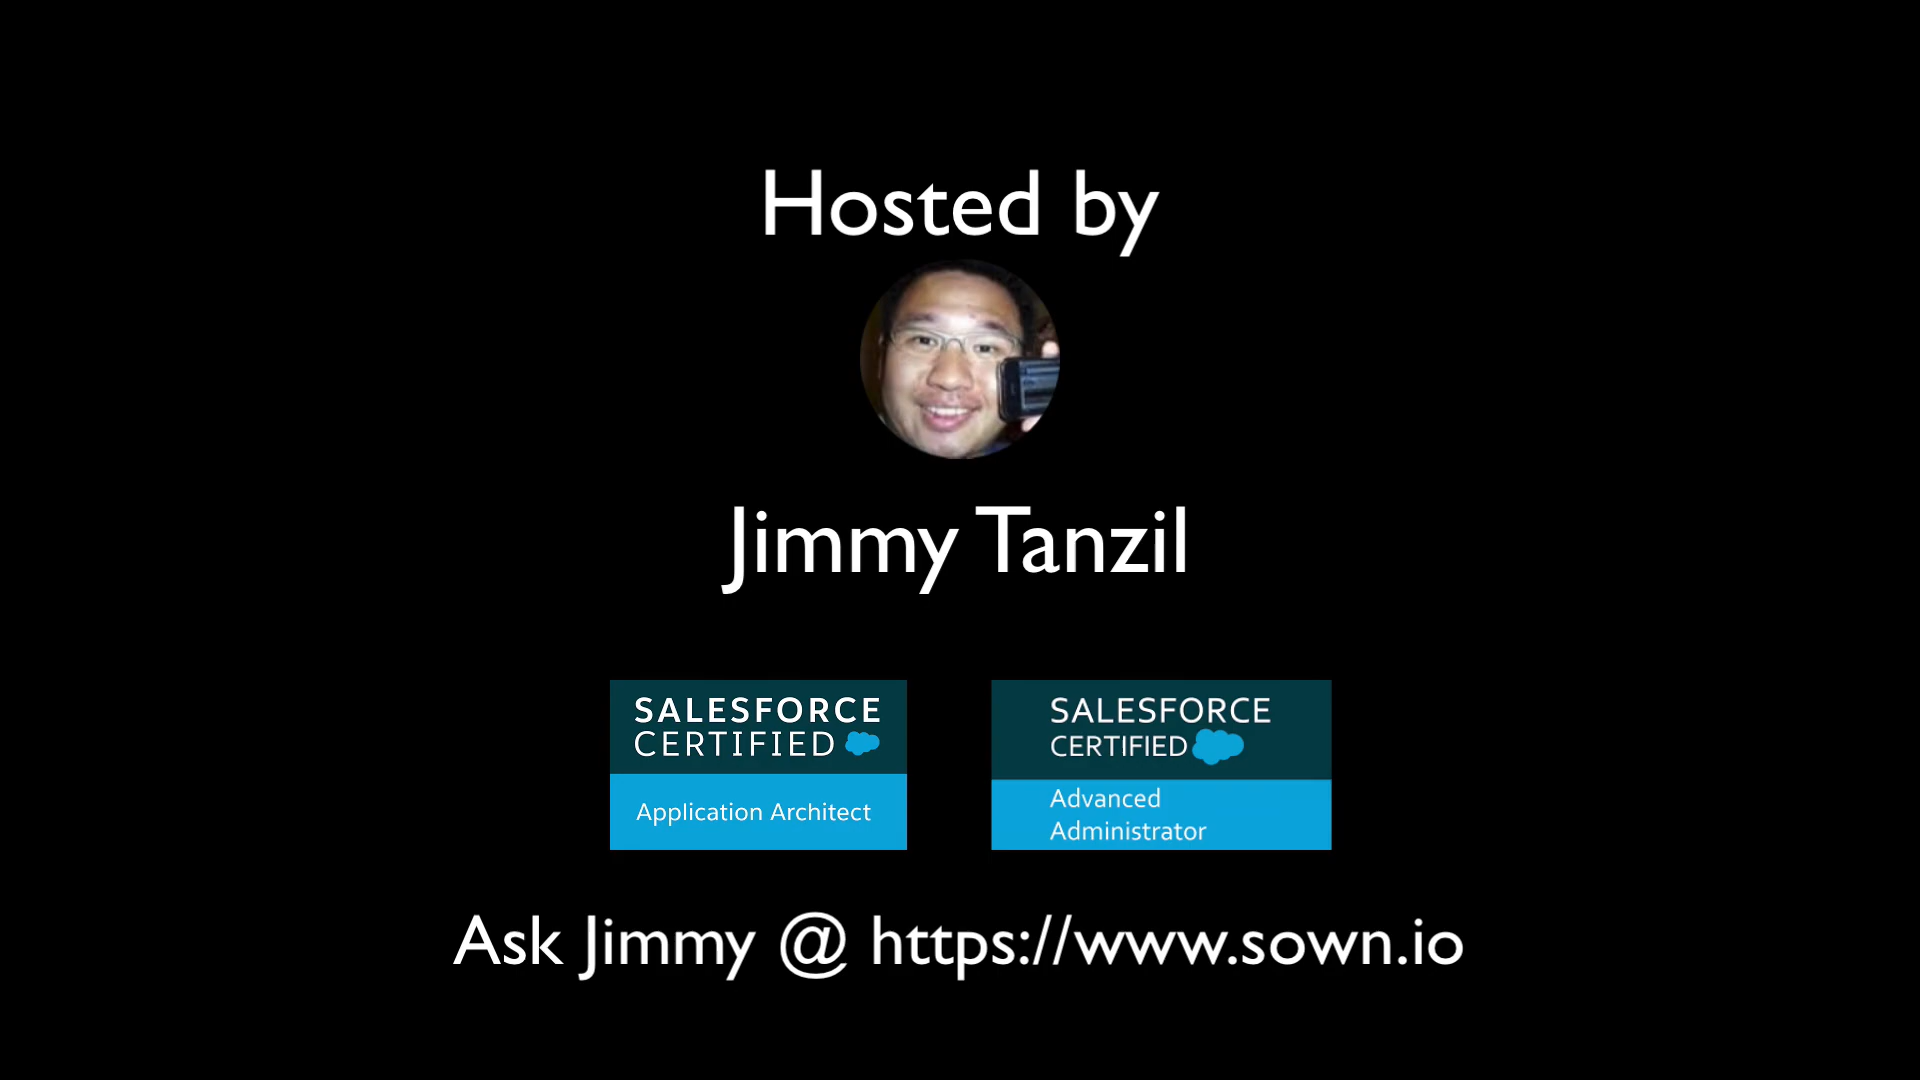 Hosted by
Jimmy Tanzil
SALESFORCE
CERTIFIED
Application Architect
SALESFORCE
CERTIFIED
Advanced
Administrator
Ask Jimmy @ https://www.sown.io